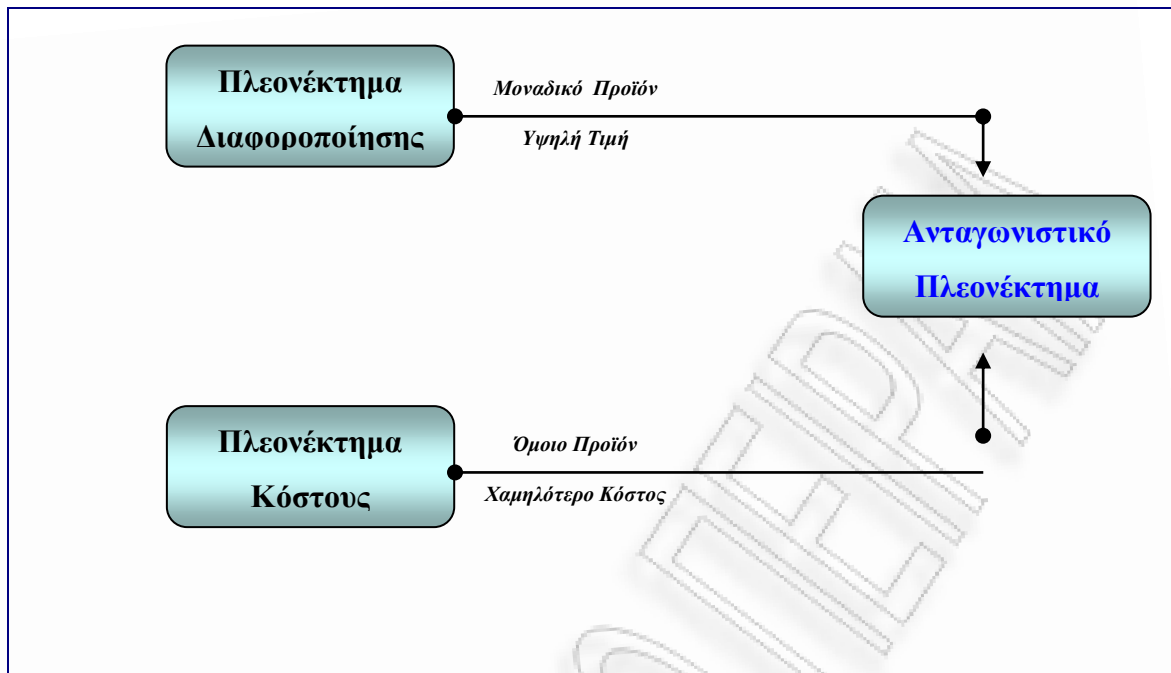 Πλεονέκτημα
Διαφοροποίησης
Μοναδικό Προϊόν
Υψηλή Τιμή
Ανταγωνιστικό
Πλεονέκτημα
Πλεονέκτημα
Κόστους
Όμοιο Προϊόν
Χαμηλότερο Κόστος